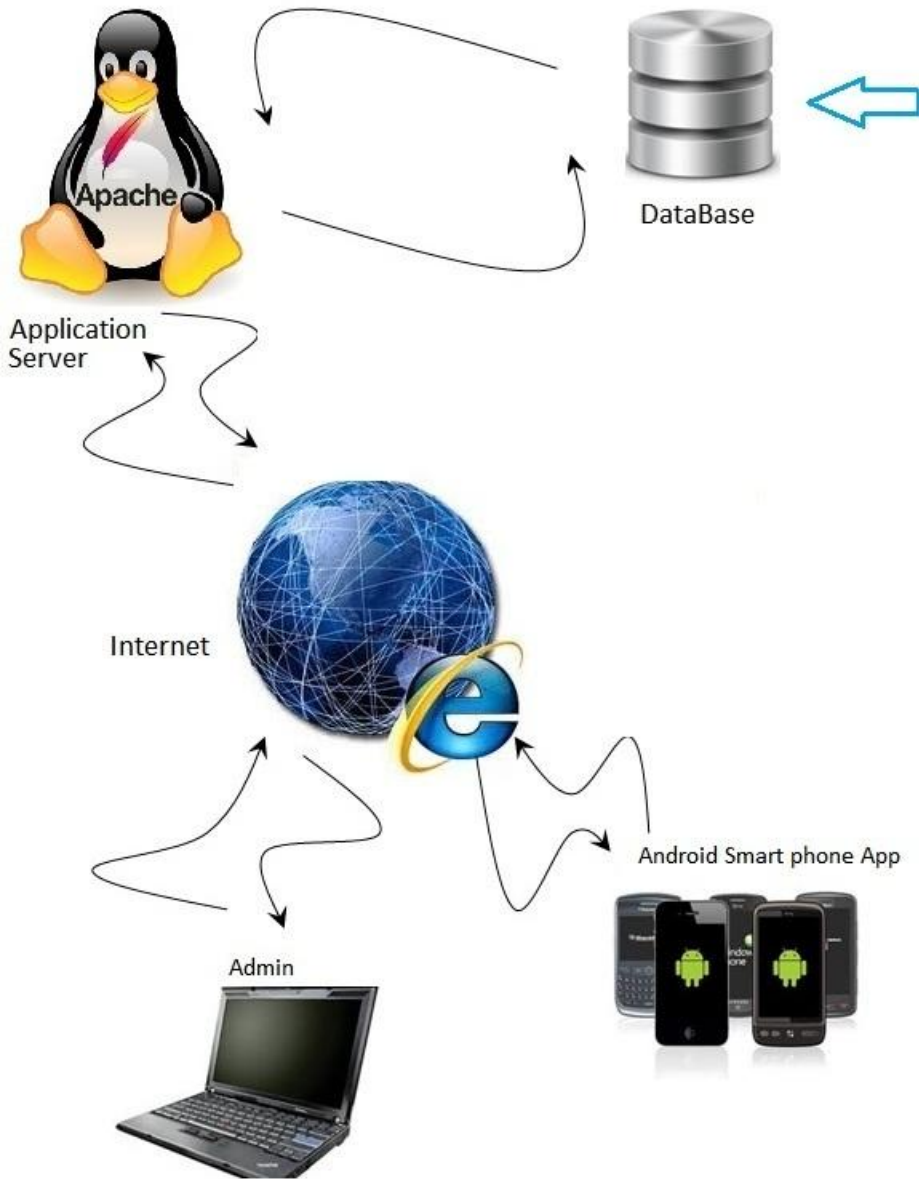 Apache
DataBase
Application
Server
Internet
Android Smart phone App
Admin